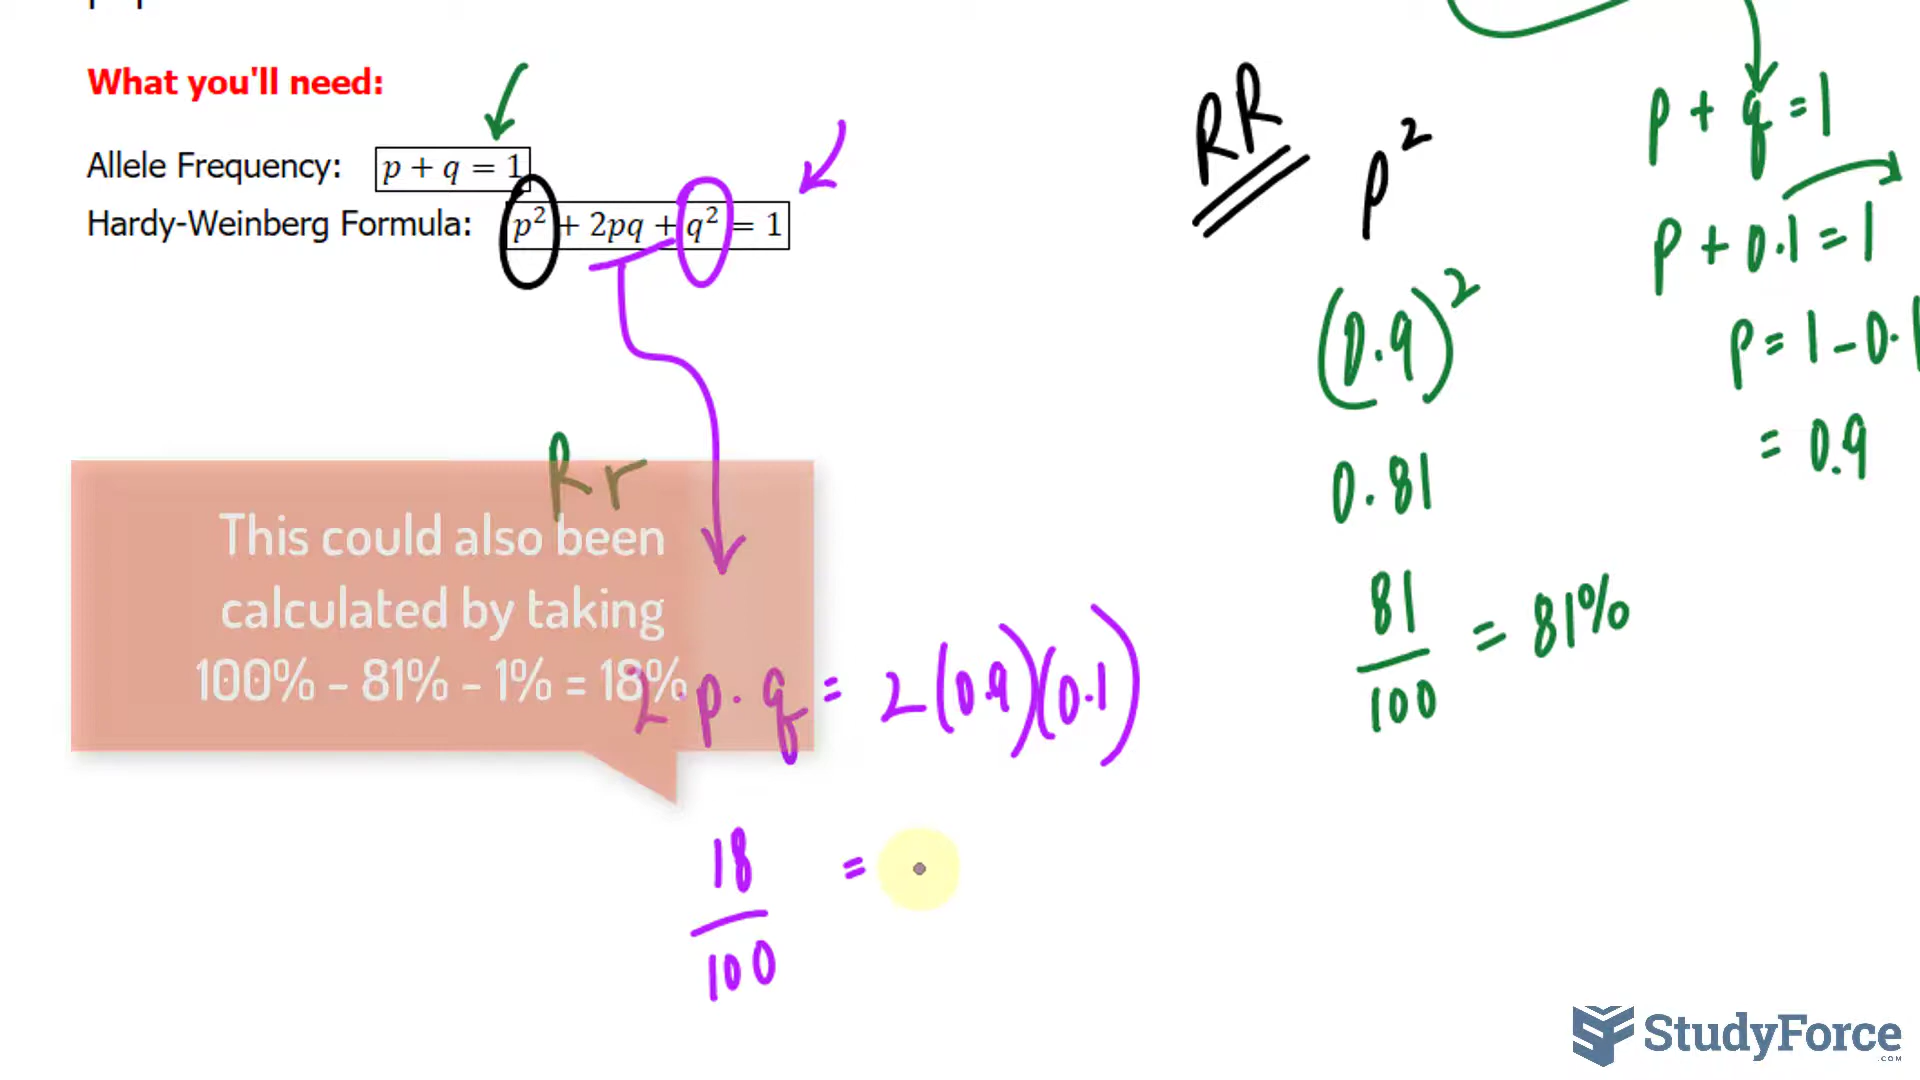 What you'll need:
Allele Frequency: p + q = 1
Hardy-Weinberg Formula: p² + 2pq + q² = 1
Rr
This could also been
calculated by taking
100% - 81% - 1% = 18%
2·p·q = 2(0.9)(0.1)
18
100
=
RR
p²
(0.9)²
0.81
81
100
= 81%
p + q = 1
p + 0.1 = 1
p = 1 - 0.1
= 0.9
StudyForce
.COM